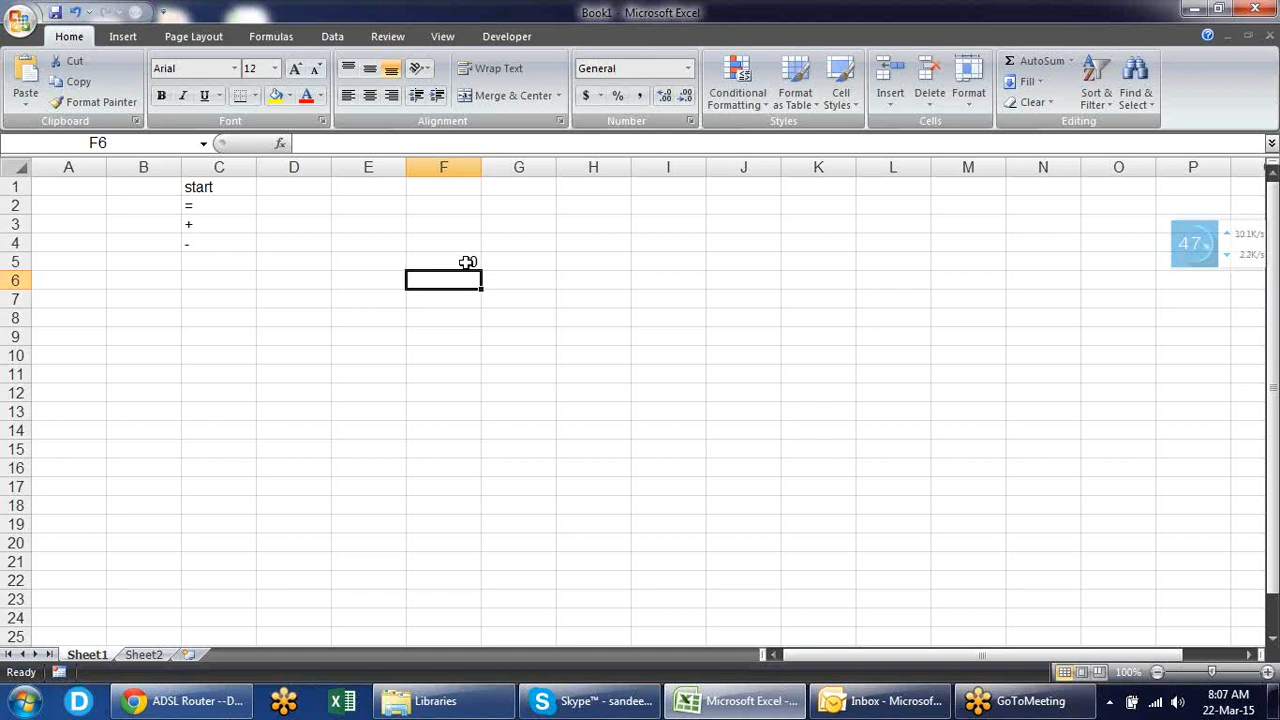 Book1 - Microsoft Excel
Home Insert Page Layout Formulas Data Review View Developer
Paste Cut Copy Format Painter Clipboard
Arial 12 A A B I U A Font
Wrap Text Merge & Center Alignment
General $ % , Number
Conditional Formatting Format as Table Cell Styles Styles
Insert Delete Format Cells
Σ AutoSum Fill Clear Sort & Filter Find & Select Editing
F6 fx
A B C D E F G H I J K L M N O P
1 start
2 =
3 +
4 -
5
6
7
8
9
10
11
12
13
14
15
16
17
18
19
20
21
22
23
24
25
47 10.1K/s
2.2K/s
Sheet1 Sheet2
Ready 100%
D ADSL Router --D... Libraries Skype™ - sandee... Microsoft Excel -... Inbox - Microsof... GoToMeeting
8:07 AM
22-Mar-15